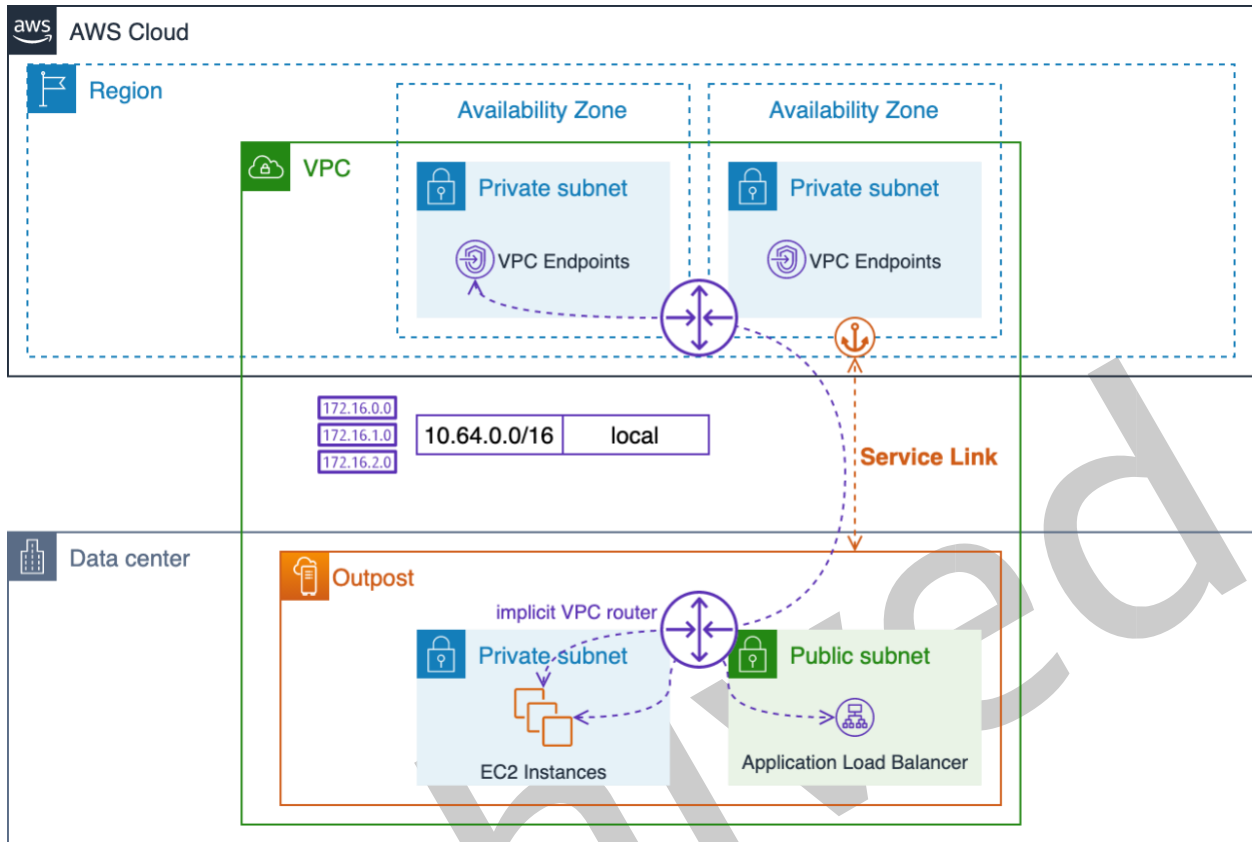 aws
AWS Cloud
Region
Availability Zone
Availability Zone
VPC
Private subnet
Private subnet
VPC Endpoints
VPC Endpoints
172.16.0.0
172.16.1.0
172.16.2.0
10.64.0.0/16 local
Service Link
Data center
Outpost
implicit VPC router
Private subnet
Public subnet
EC2 Instances
Application Load Balancer
hived